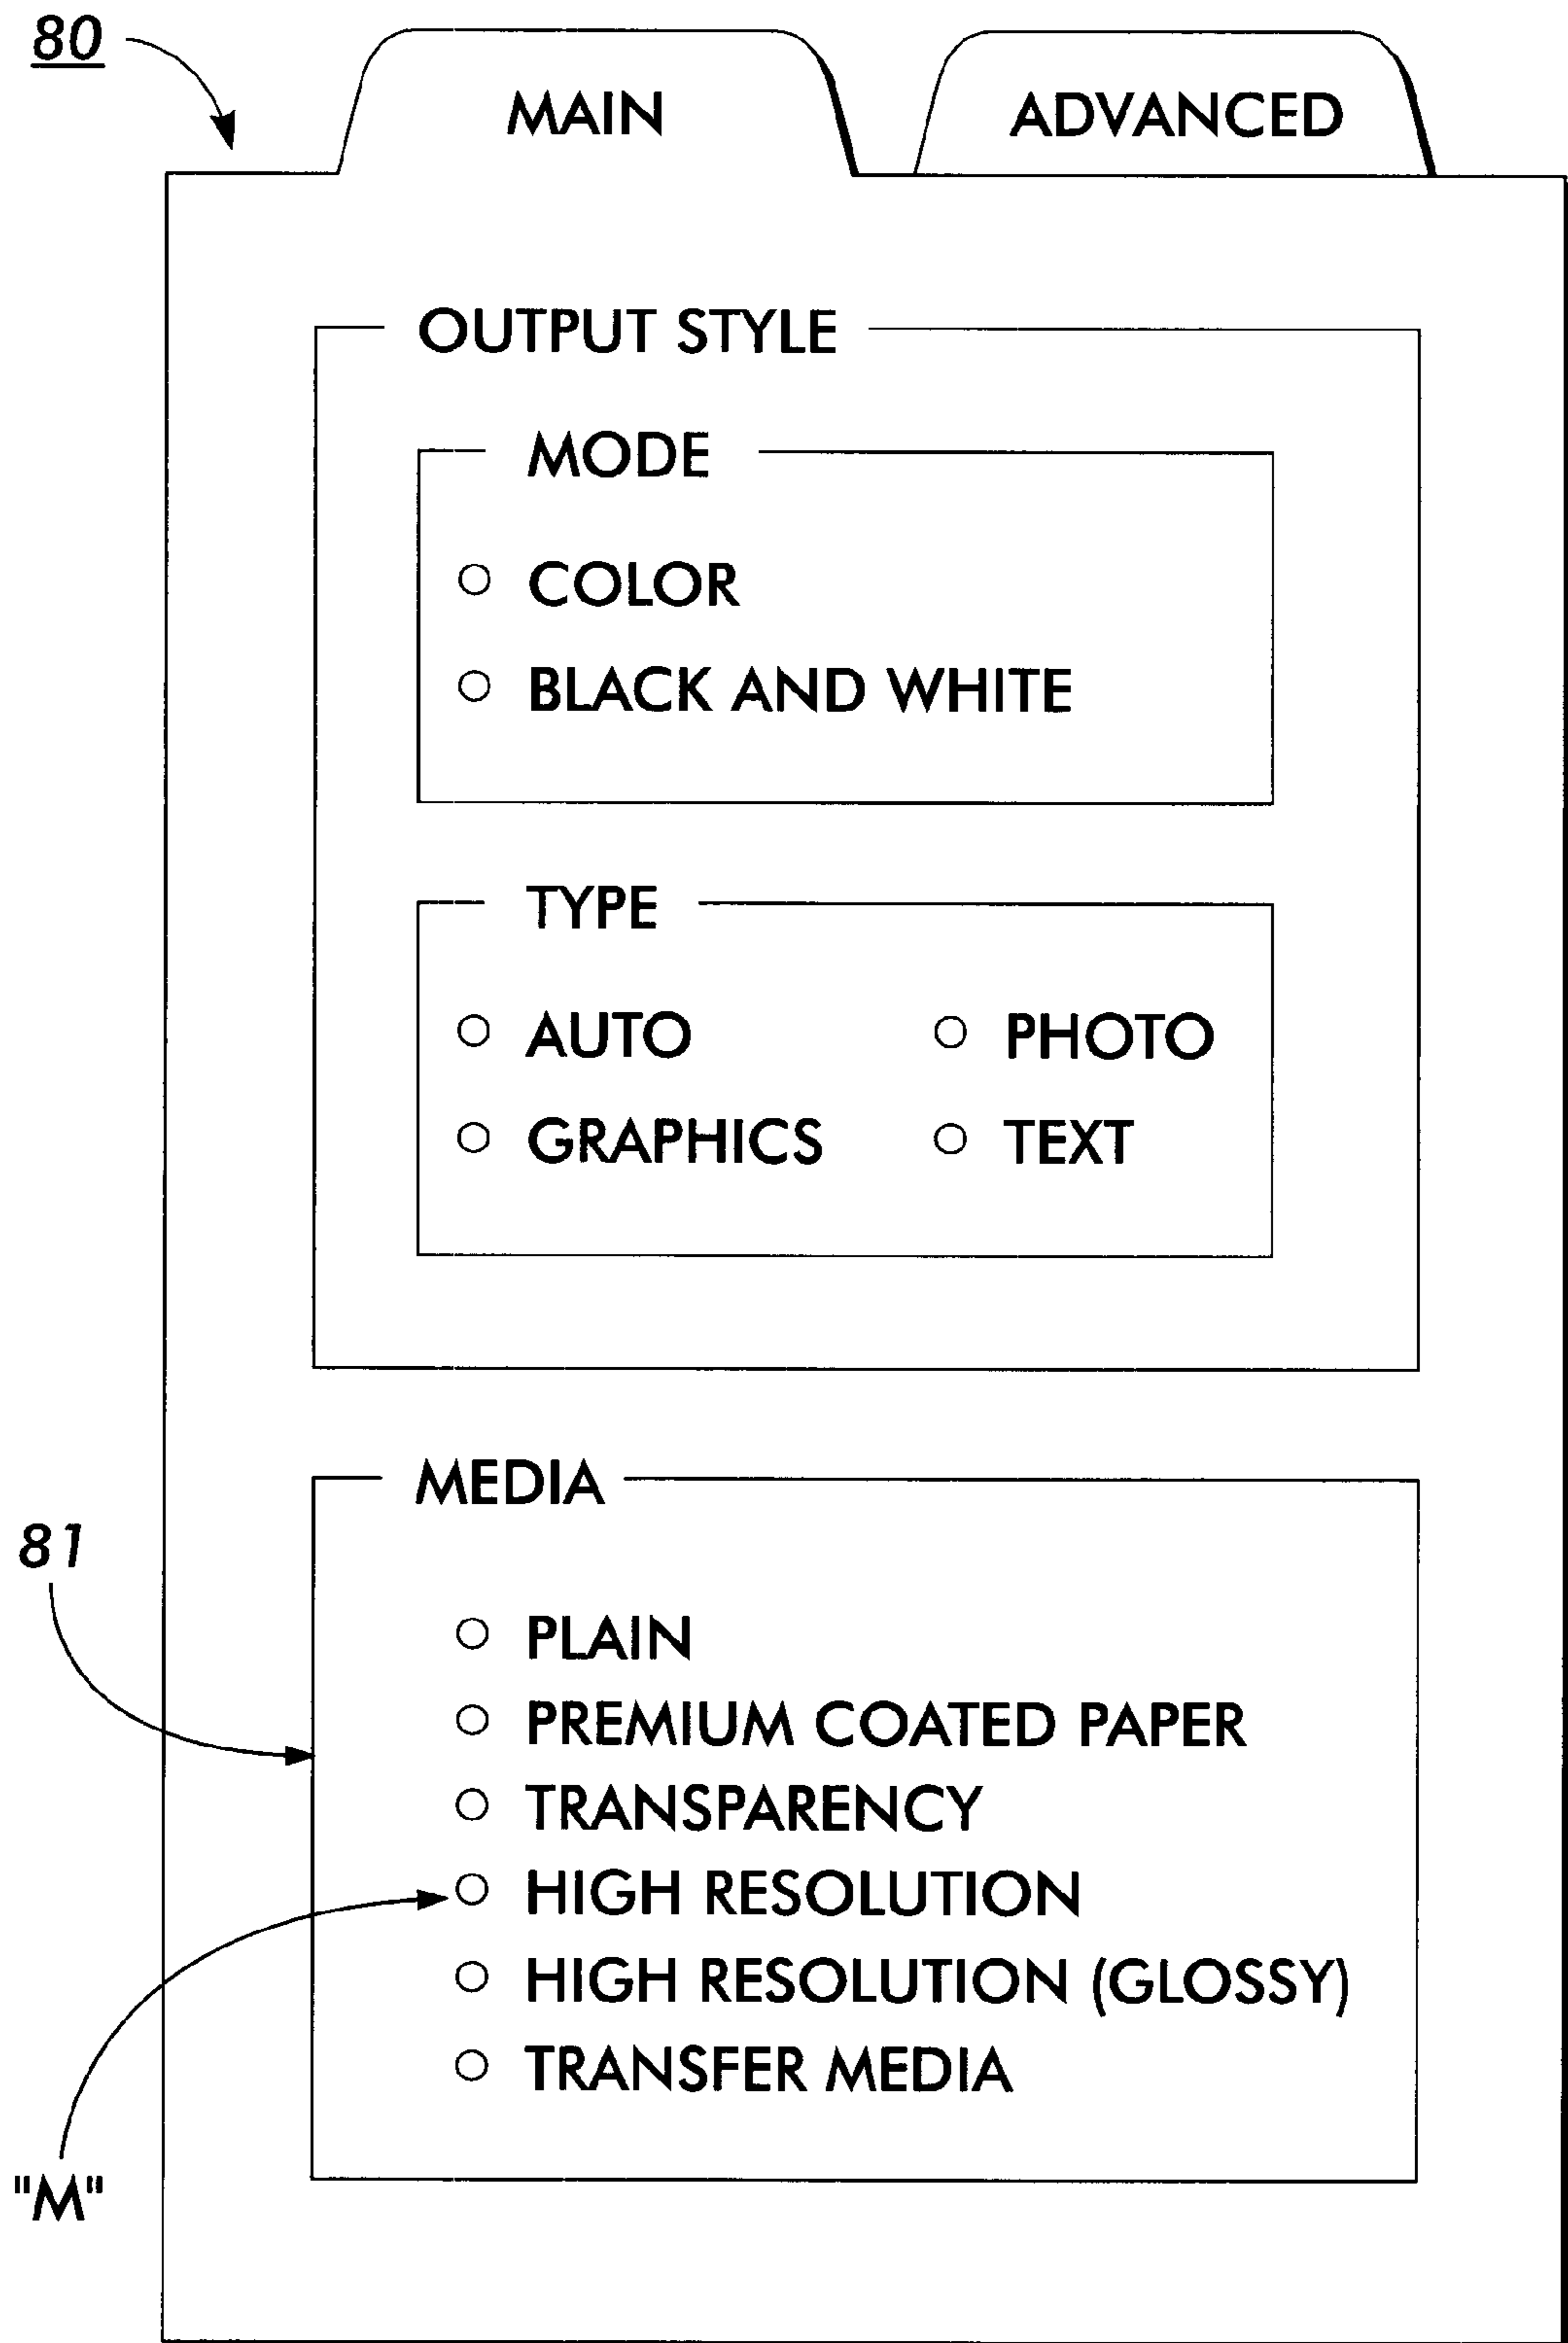 80
MAIN ADVANCED
OUTPUT STYLE
MODE
COLOR
BLACK AND WHITE
TYPE
AUTO PHOTO
GRAPHICS TEXT
MEDIA
81
PLAIN
PREMIUM COATED PAPER
TRANSPARENCY
HIGH RESOLUTION
HIGH RESOLUTION (GLOSSY)
TRANSFER MEDIA
"M"